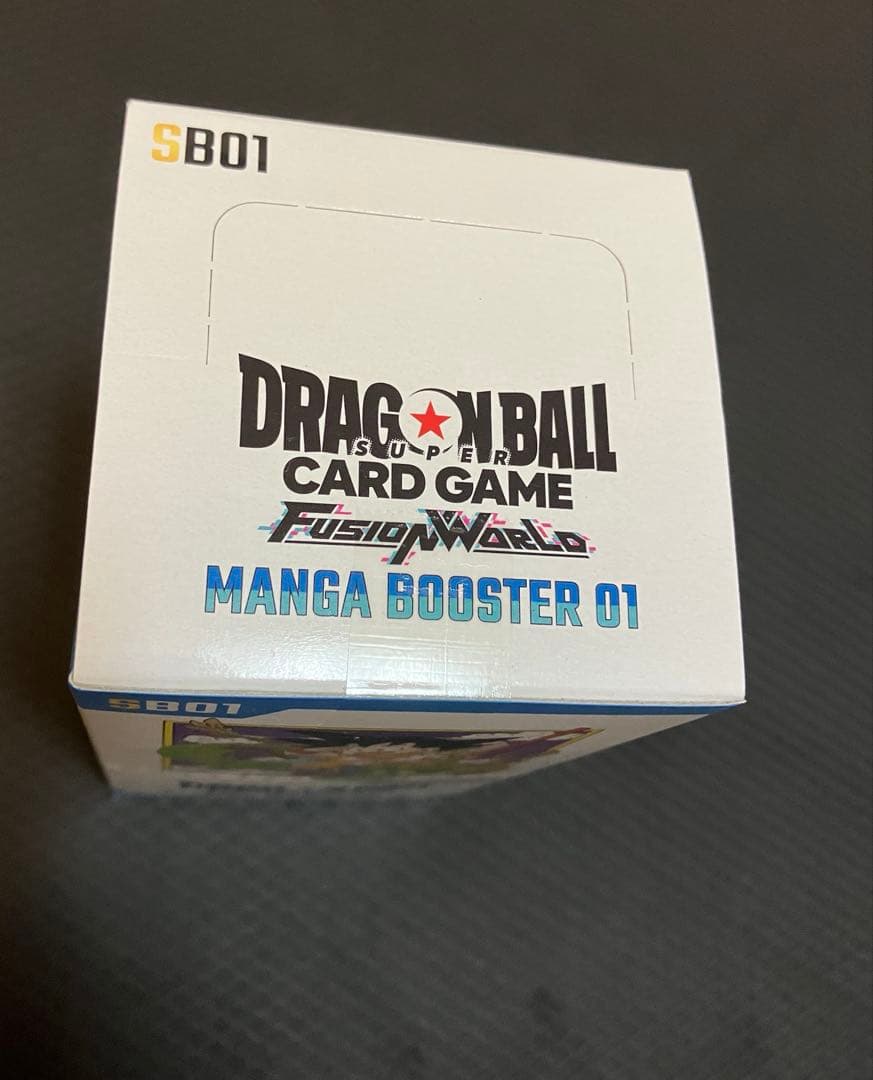 SB01
DRAGON BALL
SUPER
CARD GAME
FUSION WORLD
MANGA BOOSTER 01
SB01